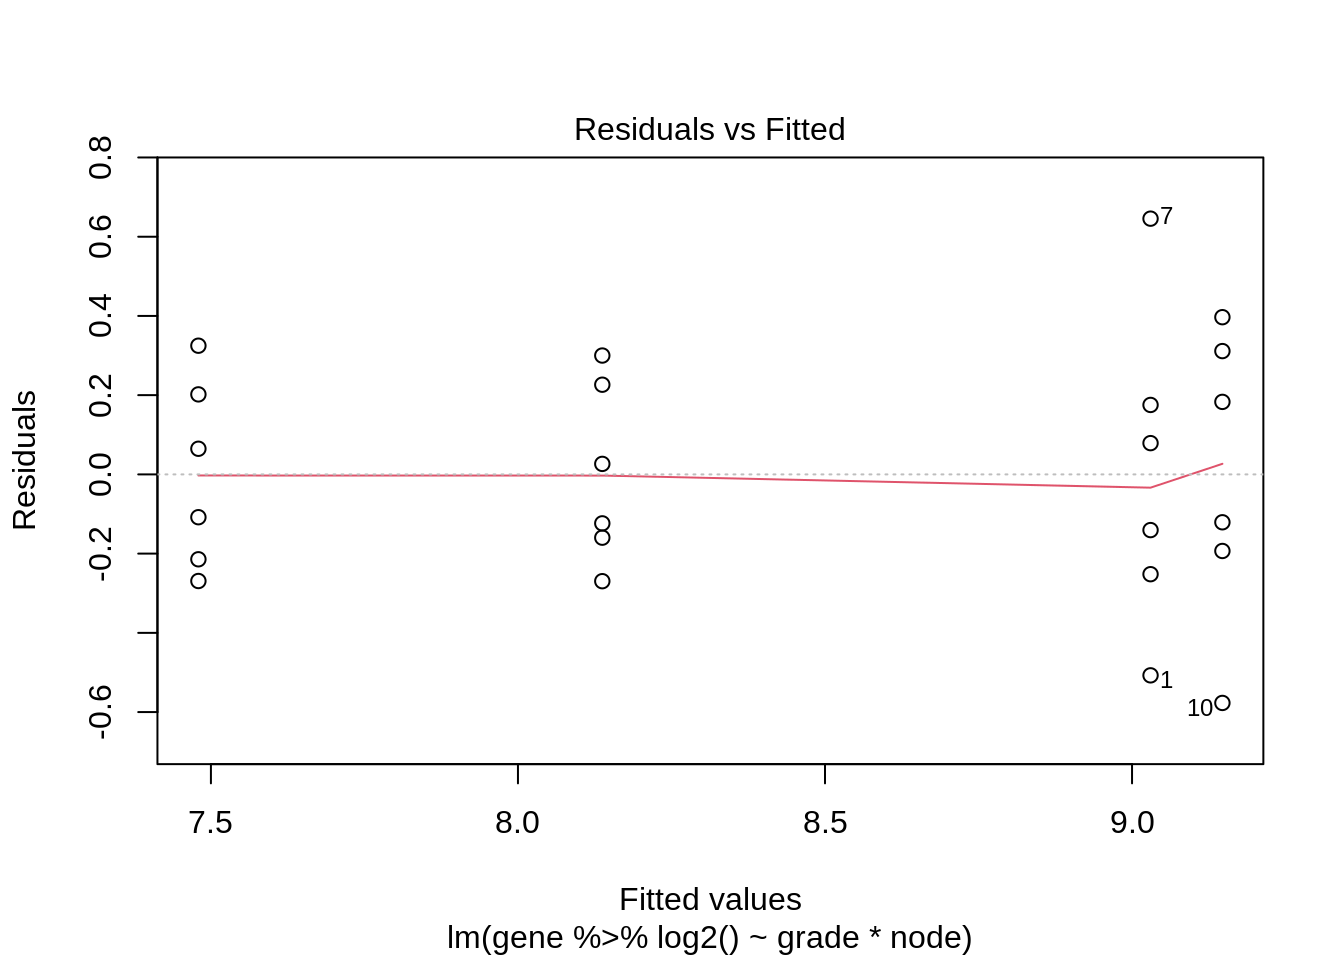 Residuals vs Fitted
0.8
0.6
0.4
0.2
0.0
-0.2
-0.6
Residuals
7
1
10
7.5 8.0 8.5 9.0
Fitted values
lm(gene %>% log2() ~ grade * node)